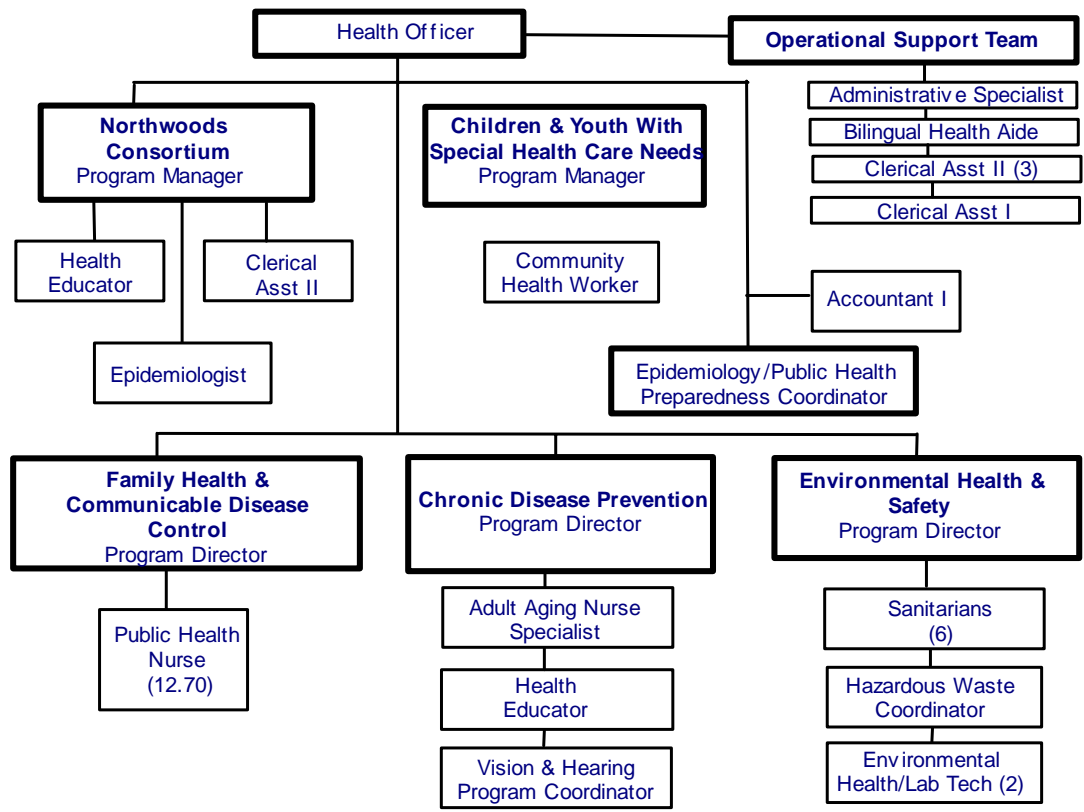 Health Officer
Operational Support Team
Administrative Specialist
Bilingual Health Aide
Clerical Asst II (3)
Clerical Asst I
Northwoods
Consortium
Program Manager
Children & Youth With
Special Health Care Needs
Program Manager
Health
Educator
Clerical
Asst II
Community
Health Worker
Accountant I
Epidemiologist
Epidemiology/Public Health
Preparedness Coordinator
Family Health &
Communicable Disease
Control
Program Director
Chronic Disease Prevention
Program Director
Environmental Health &
Safety
Program Director
Public Health
Nurse
(12.70)
Adult Aging Nurse
Specialist
Health
Educator
Vision & Hearing
Program Coordinator
Sanitarians
(6)
Hazardous Waste
Coordinator
Environmental
Health/Lab Tech (2)